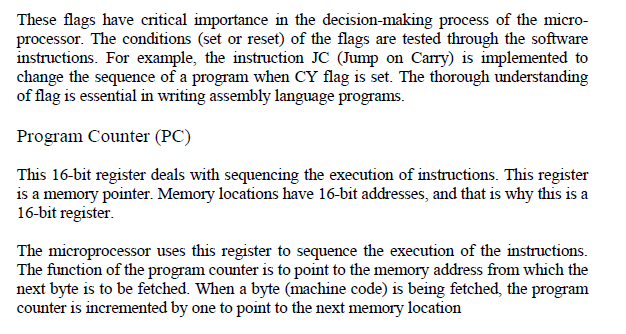 These flags have critical importance in the decision-making process of the micro-
processor. The conditions (set or reset) of the flags are tested through the software
instructions. For example, the instruction JC (Jump on Carry) is implemented to
change the sequence of a program when CY flag is set. The thorough understanding
of flag is essential in writing assembly language programs.
Program Counter (PC)
This 16-bit register deals with sequencing the execution of instructions. This register
is a memory pointer. Memory locations have 16-bit addresses, and that is why this is a
16-bit register.
The microprocessor uses this register to sequence the execution of the instructions.
The function of the program counter is to point to the memory address from which the
next byte is to be fetched. When a byte (machine code) is being fetched, the program
counter is incremented by one to point to the next memory location